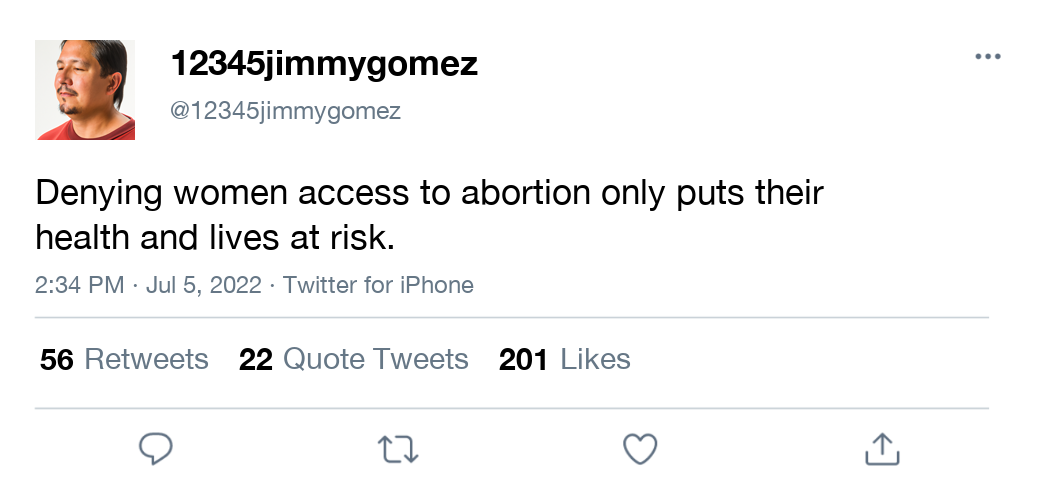 12345jimmygomez
@12345jimmygomez
Denying women access to abortion only puts their
health and lives at risk.
2:34 PM · Jul 5, 2022 · Twitter for iPhone
56 Retweets 22 Quote Tweets 201 Likes